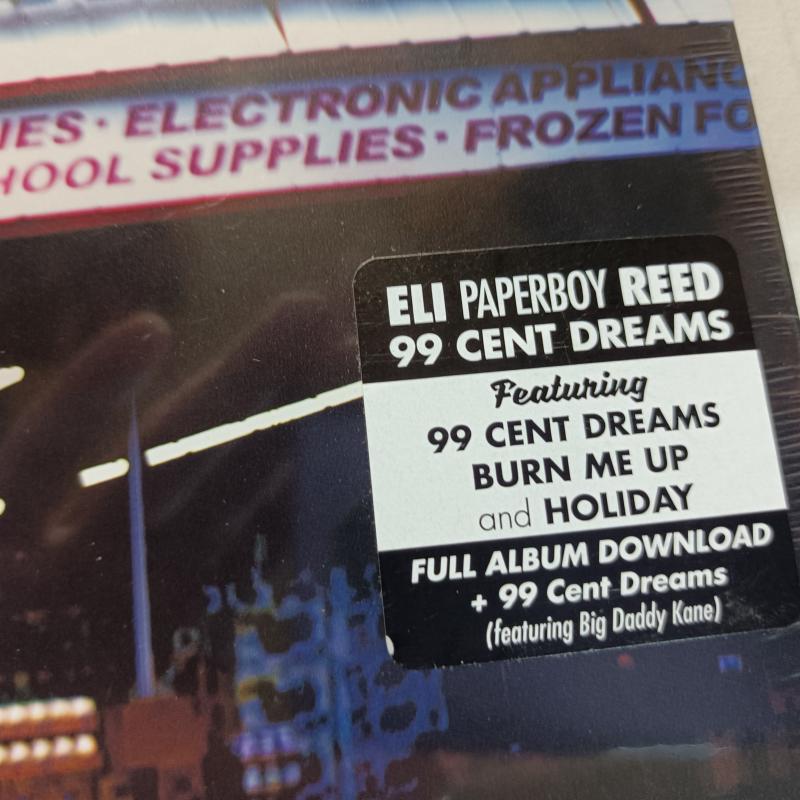 IES · ELECTRONIC APPLIANC
HOOL SUPPLIES · FROZEN FO
ELI PAPERBOY REED
99 CENT DREAMS
Featuring
99 CENT DREAMS
BURN ME UP
and HOLIDAY
FULL ALBUM DOWNLOAD
+ 99 Cent Dreams
(featuring Big Daddy Kane)